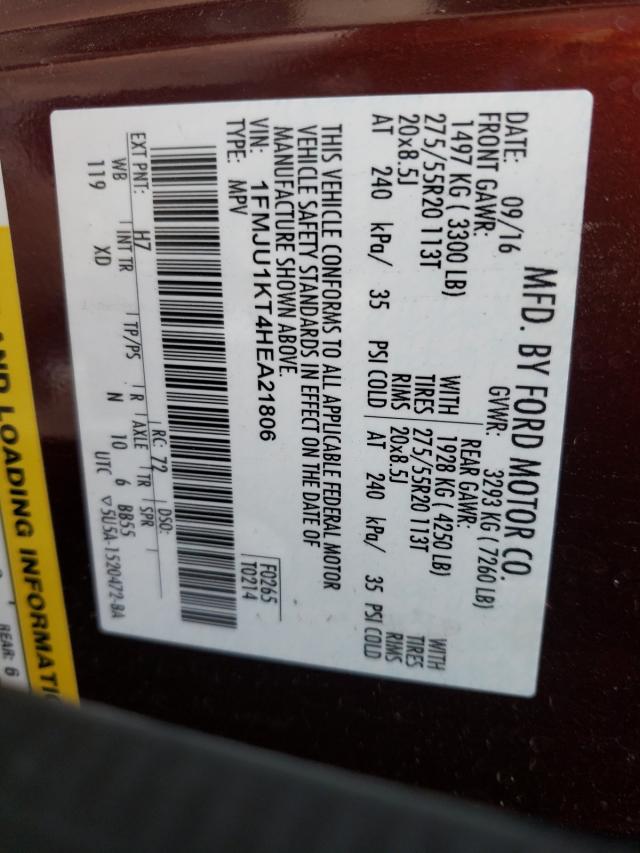 MFD. BY FORD MOTOR CO.
DATE: 09/16 GVWR: 3293 KG ( 7260 LB)
FRONT GAWR: REAR GAWR:
1497 KG ( 3300 LB) WITH 1928 KG ( 4250 LB) WITH
275/55R20 113T TIRES 275/55R20 113T TIRES
20x8.5J RIMS 20x8.5J RIMS
AT 240 kPa/ 35 PSI COLD AT 240 kPa/ 35 PSI COLD
THIS VEHICLE CONFORMS TO ALL APPLICABLE FEDERAL MOTOR
VEHICLE SAFETY STANDARDS IN EFFECT ON THE DATE OF
MANUFACTURE SHOWN ABOVE.
VIN: 1FMJU1KT4HEA21806
TYPE: MPV
F0265
T0214
EXT PNT: H7 RC: 72 DSO:
WB INT TR TP/PS R AXLE TR SPR
119 XD N 10 6 BB55
UTC ▽5U5A-1520472-BA
AND LOADING INFORMATI
REAR: 6